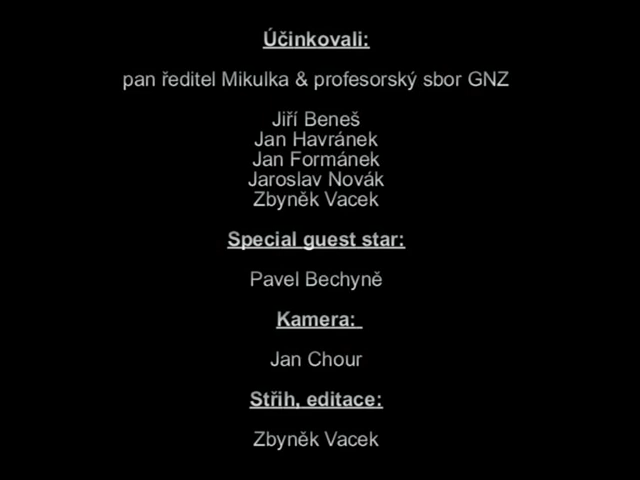 Účinkovali:
pan ředitel Mikulka & profesorský sbor GNZ
Jiří Beneš
Jan Havránek
Jan Formánek
Jaroslav Novák
Zbyněk Vacek
Special guest star:
Pavel Bechyně
Kamera:
Jan Chour
Střih, editace:
Zbyněk Vacek